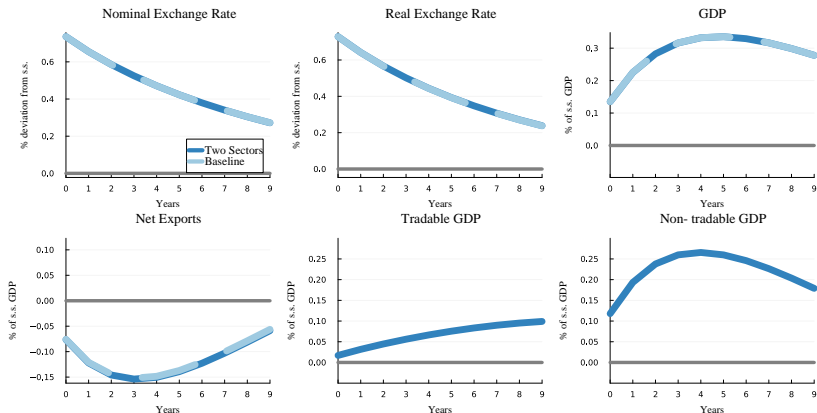 Nominal Exchange Rate
% deviation from s.s.
0.6
0.4
0.2
0.0
Two Sectors
Baseline
0 1 2 3 4 5 6 7 8 9
Years
Real Exchange Rate
% deviation from s.s.
0.6
0.4
0.2
0.0
0 1 2 3 4 5 6 7 8 9
Years
GDP
% of s.s. GDP
0.3
0.2
0.1
0.0
0 1 2 3 4 5 6 7 8 9
Years
Net Exports
% of s.s. GDP
0.10
0.05
0.00
−0.05
−0.10
−0.15
0 1 2 3 4 5 6 7 8 9
Years
Tradable GDP
% of s.s. GDP
0.25
0.20
0.15
0.10
0.05
0.00
0 1 2 3 4 5 6 7 8 9
Years
Non- tradable GDP
% of s.s. GDP
0.25
0.20
0.15
0.10
0.05
0.00
0 1 2 3 4 5 6 7 8 9
Years